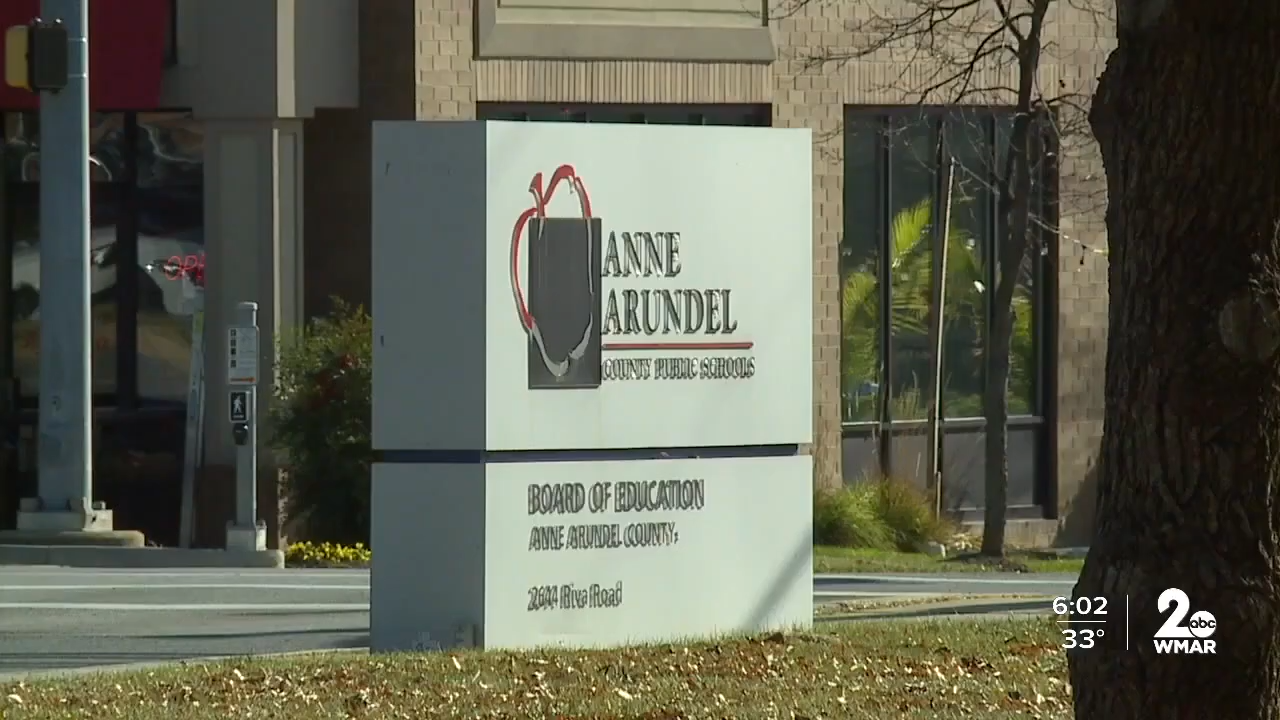 ANNE
ARUNDEL
COUNTY PUBLIC SCHOOLS
BOARD OF EDUCATION
ANNE ARUNDEL COUNTY
2644 Riva Road
6:02
33°
2 abc
WMAR